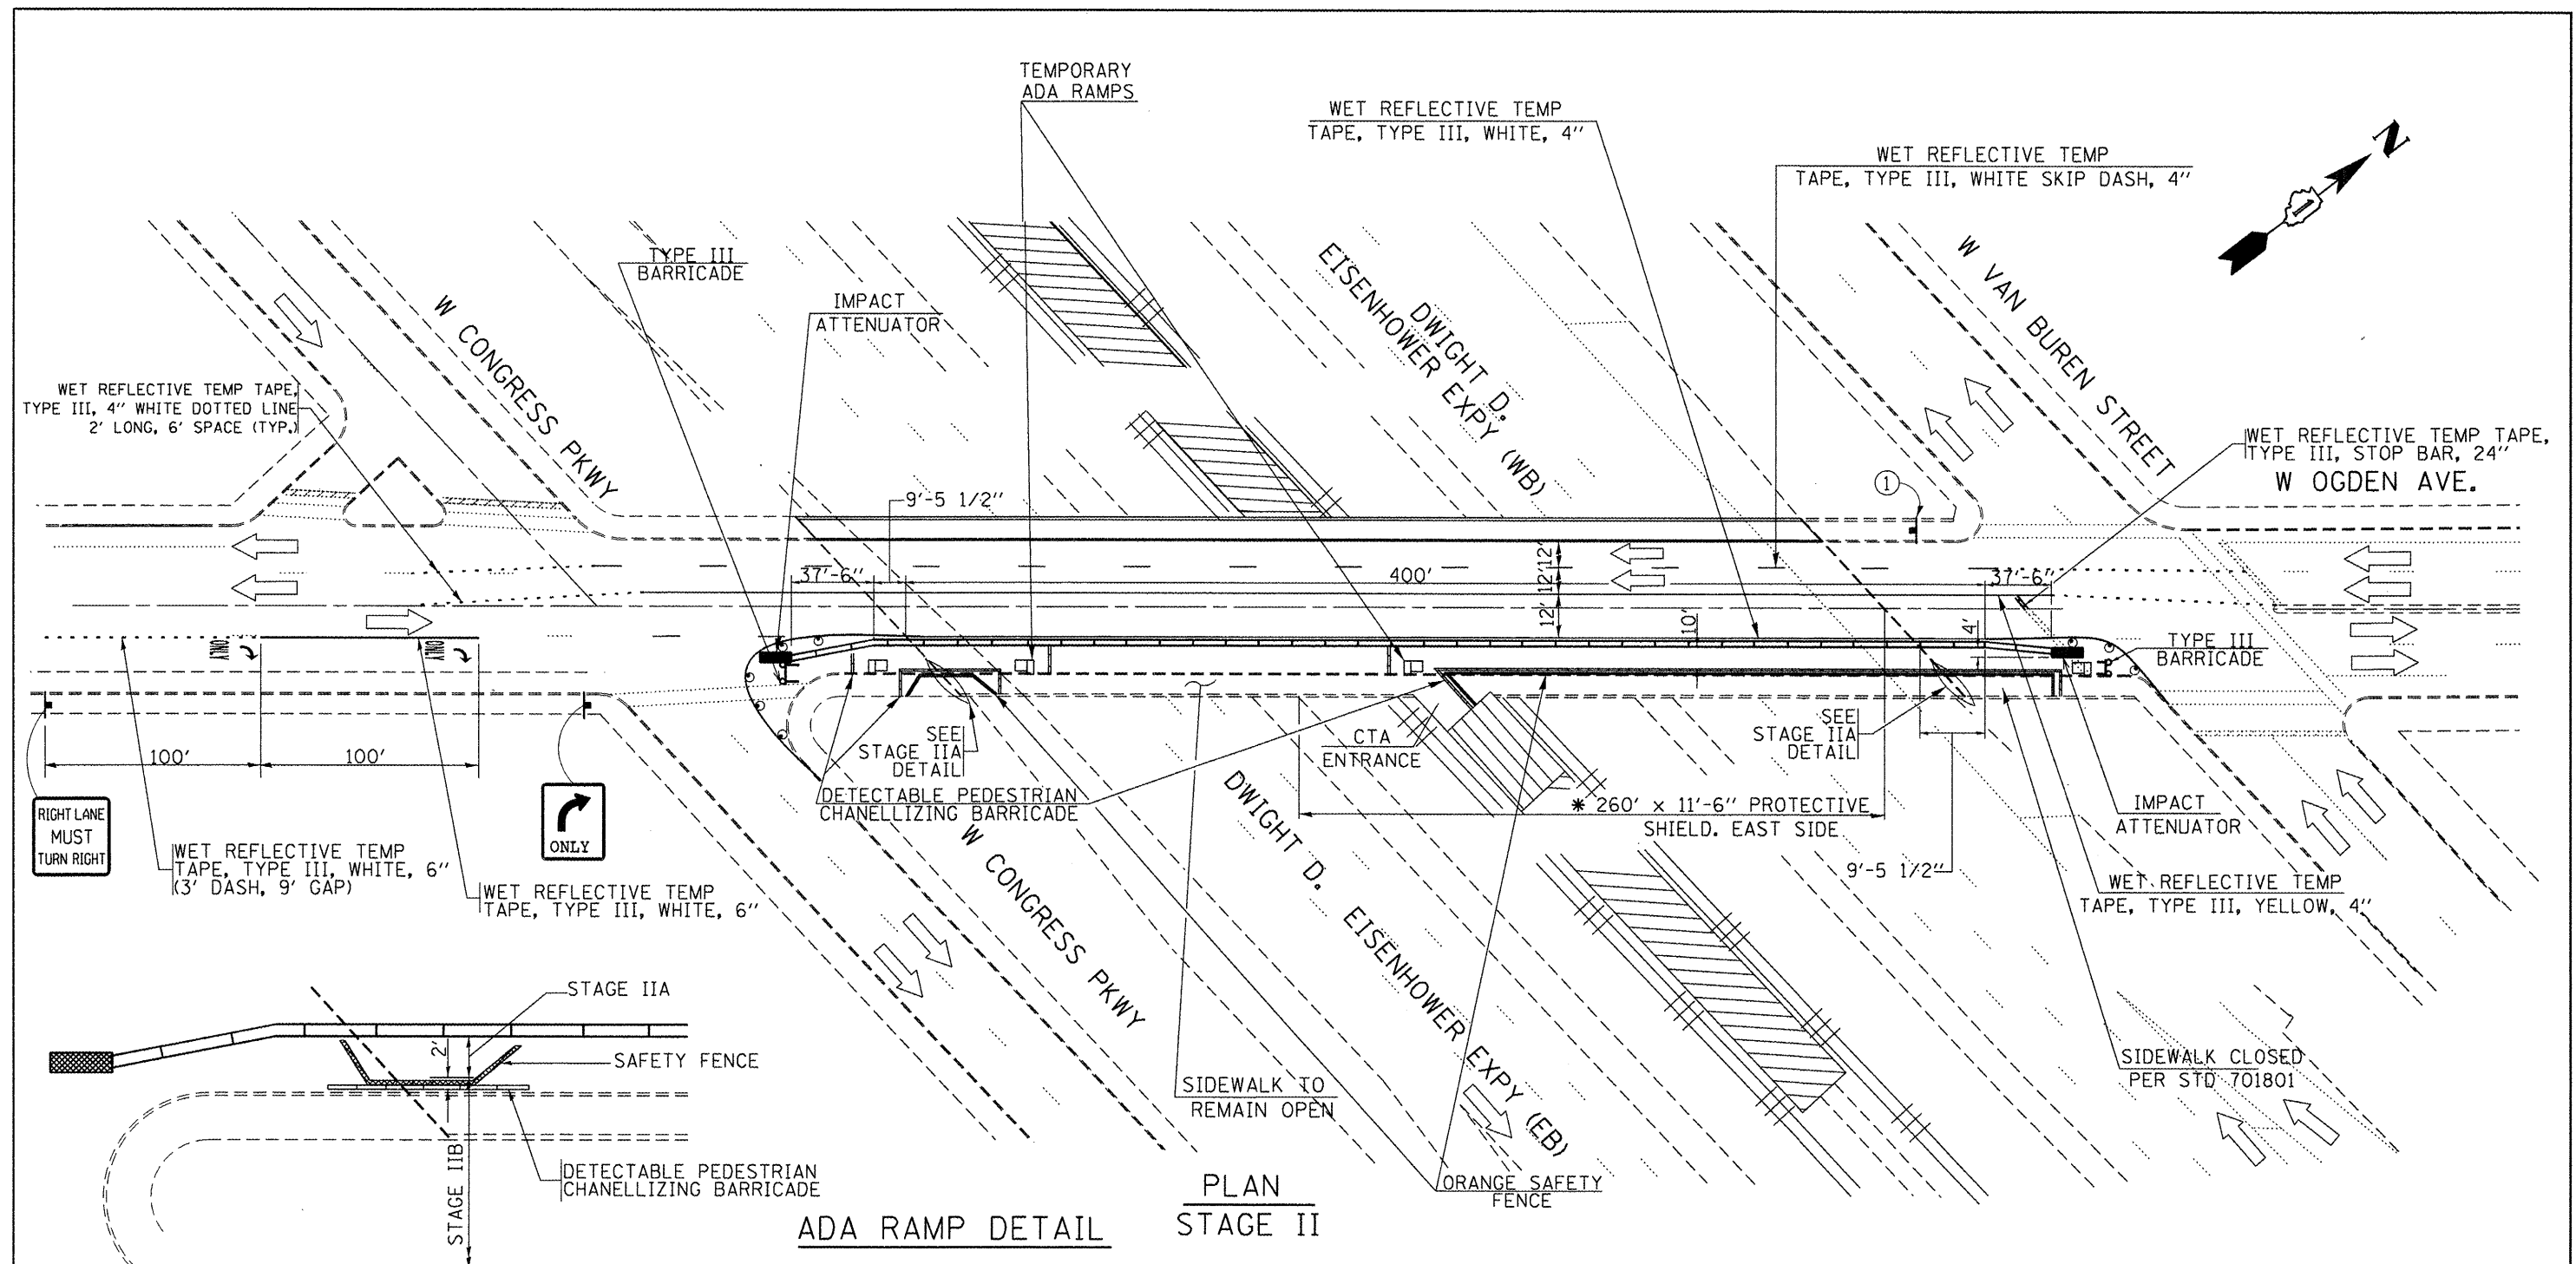 TEMPORARY
ADA RAMPS
WET REFLECTIVE TEMP
TAPE, TYPE III, WHITE, 4"
WET REFLECTIVE TEMP
TAPE, TYPE III, WHITE SKIP DASH, 4"
N
TYPE III
BARRICADE
IMPACT
ATTENUATOR
W CONGRESS PKWY
DWIGHT D.
EISENHOWER EXPY (WB)
W VAN BUREN STREET
WET REFLECTIVE TEMP TAPE,
TYPE III, 4" WHITE DOTTED LINE
2' LONG, 6' SPACE (TYP.)
WET REFLECTIVE TEMP TAPE,
TYPE III, STOP BAR, 24"
W OGDEN AVE.
1
9'-5 1/2"
37'-6"
400'
12'
12'
12'
10'
4'
37'-6"
ONLY
ONLY
TYPE III
BARRICADE
100'
100'
SEE
STAGE IIA
DETAIL
CTA
ENTRANCE
SEE
STAGE IIA
DETAIL
DETECTABLE PEDESTRIAN
CHANELLIZING BARRICADE
* 260' x 11'-6" PROTECTIVE
SHIELD. EAST SIDE
IMPACT
ATTENUATOR
RIGHT LANE
MUST
TURN RIGHT
ONLY
WET REFLECTIVE TEMP
TAPE, TYPE III, WHITE, 6"
(3' DASH, 9' GAP)
WET REFLECTIVE TEMP
TAPE, TYPE III, WHITE, 6"
W CONGRESS PKWY
DWIGHT D. EISENHOWER EXPY (EB)
9'-5 1/2"
WET REFLECTIVE TEMP
TAPE, TYPE III, YELLOW, 4"
STAGE IIA
2'
SAFETY FENCE
STAGE IIB
DETECTABLE PEDESTRIAN
CHANELLIZING BARRICADE
SIDEWALK TO
REMAIN OPEN
ORANGE SAFETY
FENCE
SIDEWALK CLOSED
PER STD 701801
ADA RAMP DETAIL
PLAN
STAGE II